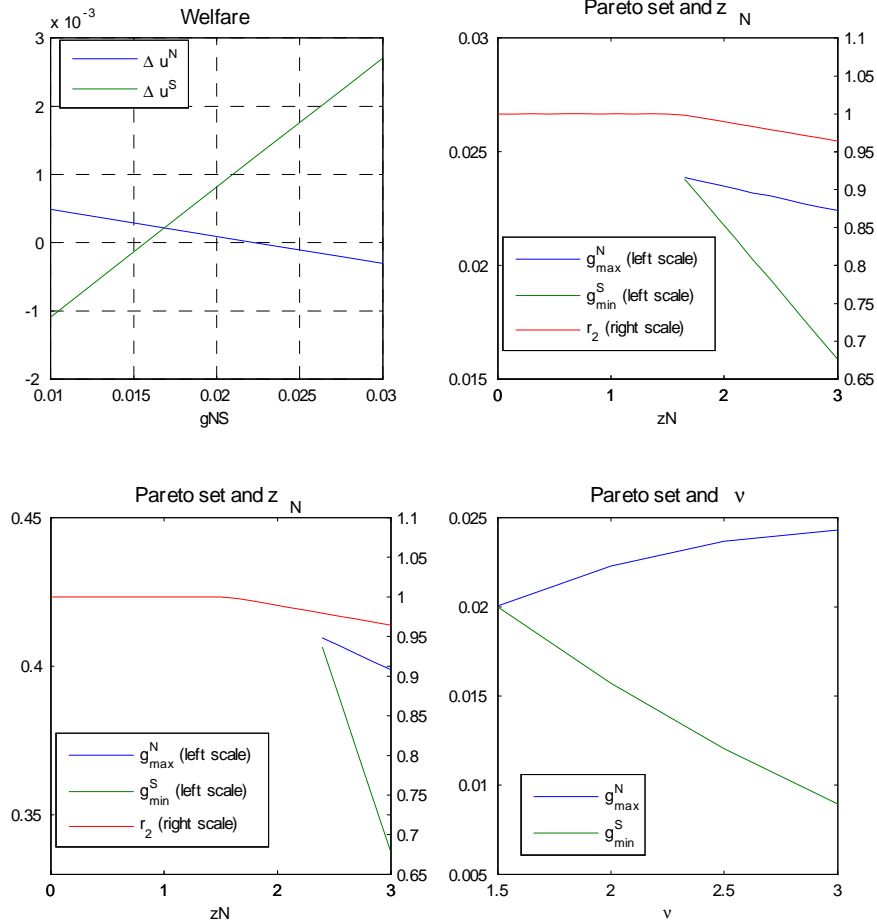 Welfare
x 10^-3
3
2
1
0
-1
-2
0.01 0.015 0.02 0.025 0.03
gNS
Δ u^N
Δ u^S
Pareto set and z_N
0.03
0.025
0.02
0.015
1.1
1.05
1
0.95
0.9
0.85
0.8
0.75
0.7
0.65
0 1 2 3
zN
g_max^N (left scale)
g_min^S (left scale)
r_2 (right scale)
Pareto set and z_N
0.45
0.4
0.35
1.1
1.05
1
0.95
0.9
0.85
0.8
0.75
0.7
0.65
0 1 2 3
zN
g_max^N (left scale)
g_min^S (left scale)
r_2 (right scale)
Pareto set and ν
0.025
0.02
0.015
0.01
0.005
1.5 2 2.5 3
ν
g_max^N
g_min^S